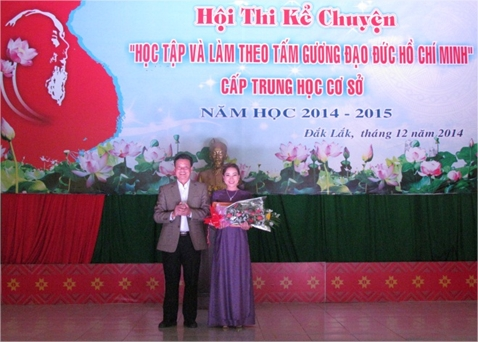 Hội Thi Kể Chuyện
"HỌC TẬP VÀ LÀM THEO TẤM GƯƠNG ĐẠO ĐỨC HỒ CHÍ MINH"
CẤP TRUNG HỌC CƠ SỞ
NĂM HỌC 2014 - 2015
Đắk Lắk, tháng 12 năm 2014